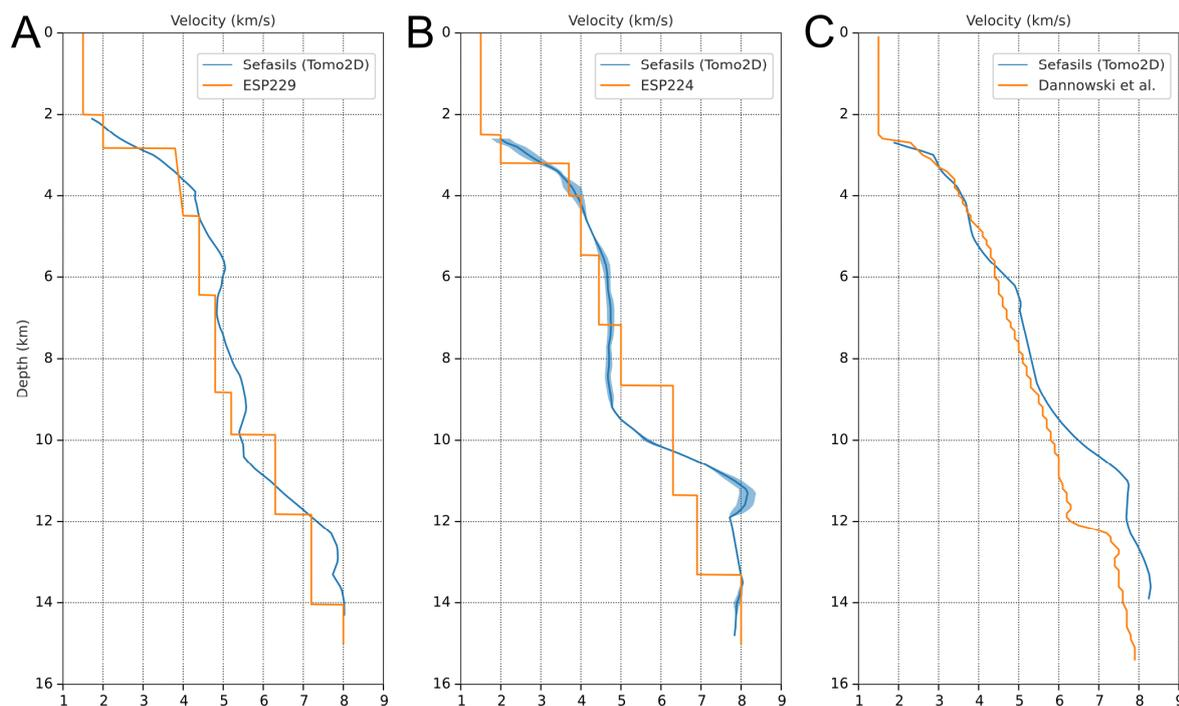 A
Velocity (km/s)
Sefasils (Tomo2D)
ESP229
Depth (km)
0
2
4
6
8
10
12
14
16
1 2 3 4 5 6 7 8 9
B
Velocity (km/s)
Sefasils (Tomo2D)
ESP224
0
2
4
6
8
10
12
14
16
1 2 3 4 5 6 7 8 9
C
Velocity (km/s)
Sefasils (Tomo2D)
Dannowski et al.
0
2
4
6
8
10
12
14
16
1 2 3 4 5 6 7 8 9